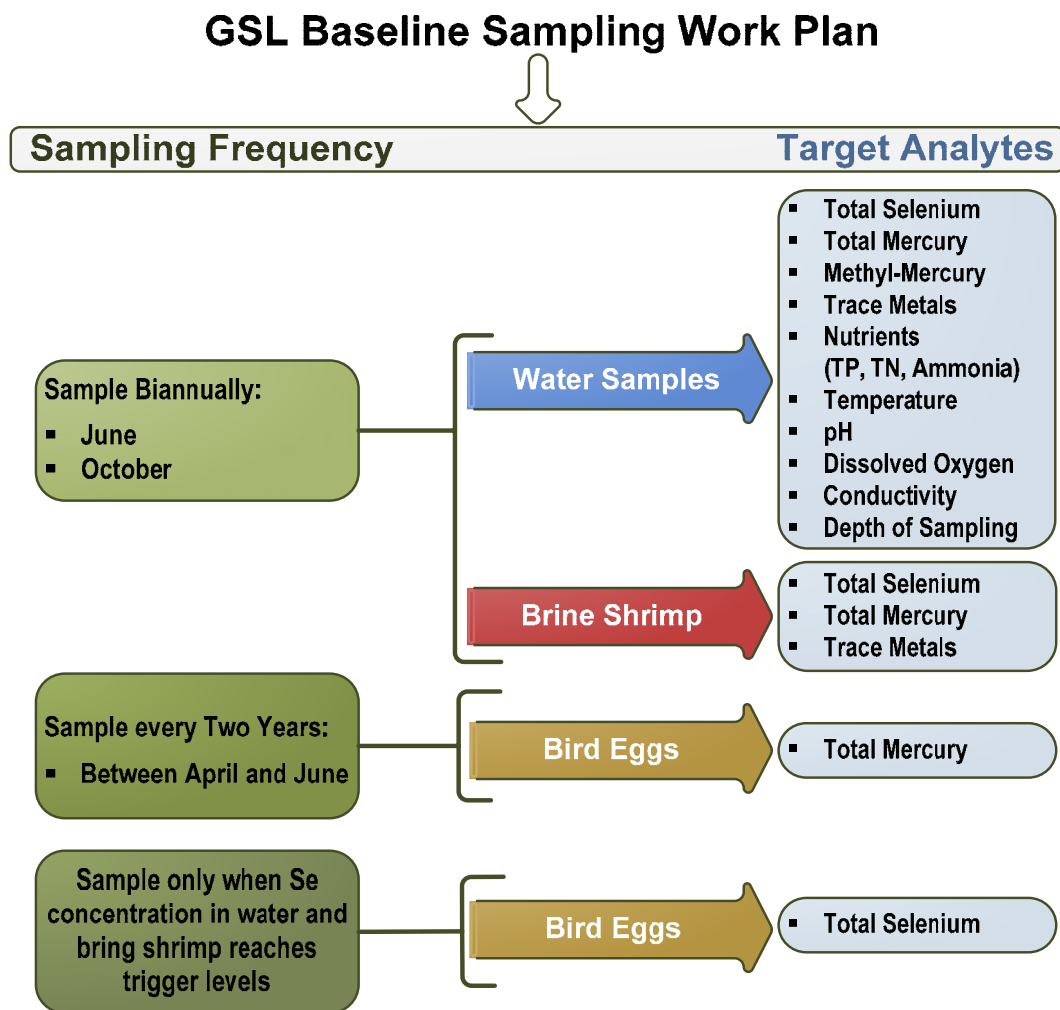 GSL Baseline Sampling Work Plan
Sampling Frequency
Target Analytes
Sample Biannually:
▪ June
▪ October
Water Samples
▪ Total Selenium
▪ Total Mercury
▪ Methyl-Mercury
▪ Trace Metals
▪ Nutrients
(TP, TN, Ammonia)
▪ Temperature
▪ pH
▪ Dissolved Oxygen
▪ Conductivity
▪ Depth of Sampling
Brine Shrimp
▪ Total Selenium
▪ Total Mercury
▪ Trace Metals
Sample every Two Years:
▪ Between April and June
Bird Eggs
▪ Total Mercury
Sample only when Se
concentration in water and
bring shrimp reaches
trigger levels
Bird Eggs
▪ Total Selenium